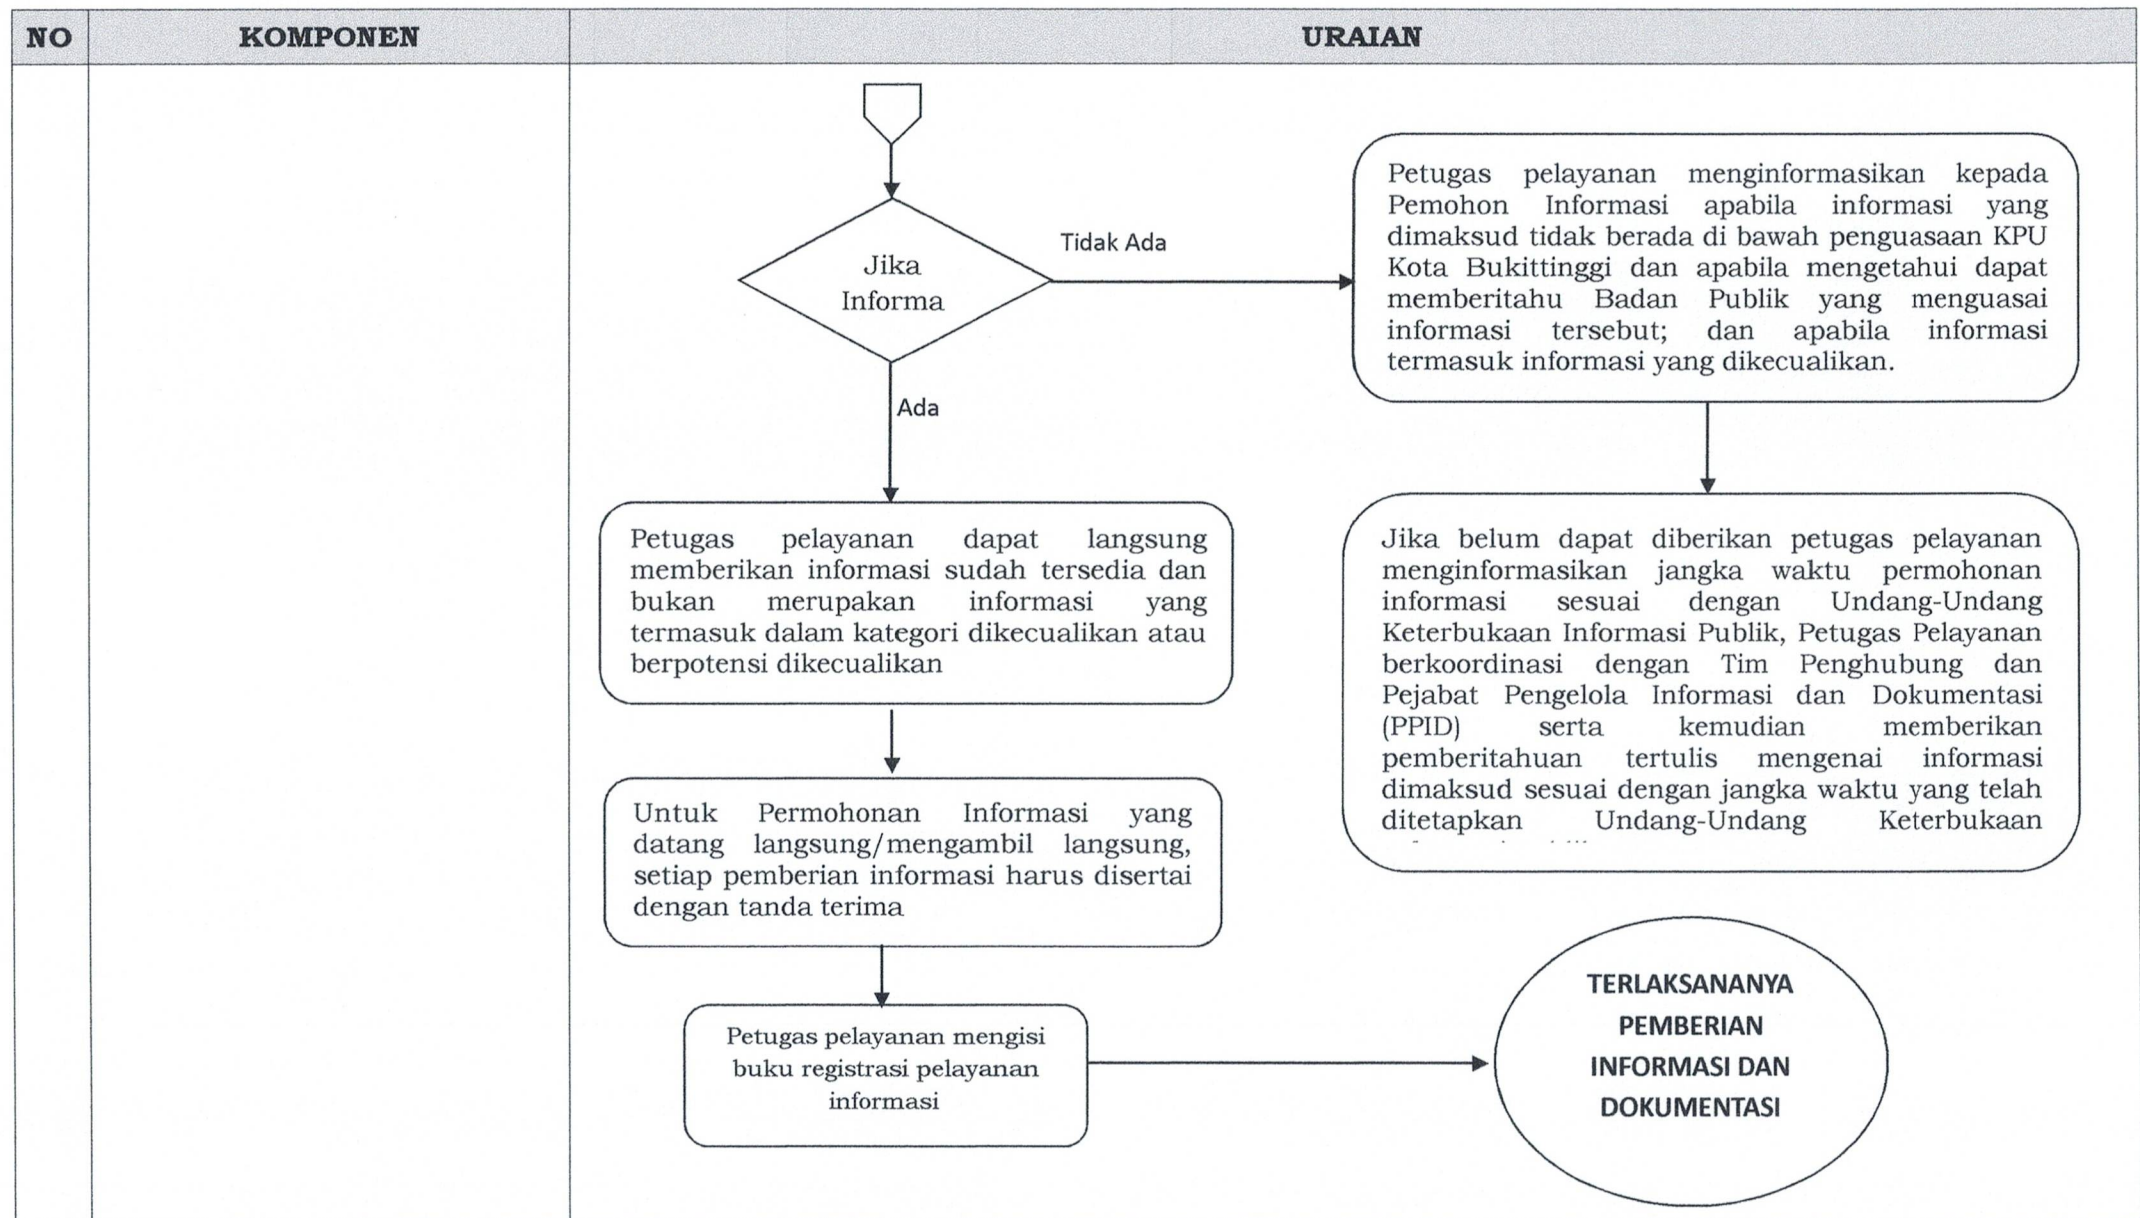 NO KOMPONEN URAIAN
Jika
Informa
Tidak Ada
Petugas pelayanan menginformasikan kepada
Pemohon Informasi apabila informasi yang
dimaksud tidak berada di bawah penguasaan KPU
Kota Bukittinggi dan apabila mengetahui dapat
memberitahu Badan Publik yang menguasai
informasi tersebut; dan apabila informasi
termasuk informasi yang dikecualikan.
Ada
Petugas pelayanan dapat langsung
memberikan informasi sudah tersedia dan
bukan merupakan informasi yang
termasuk dalam kategori dikecualikan atau
berpotensi dikecualikan
Jika belum dapat diberikan petugas pelayanan
menginformasikan jangka waktu permohonan
informasi sesuai dengan Undang-Undang
Keterbukaan Informasi Publik, Petugas Pelayanan
berkoordinasi dengan Tim Penghubung dan
Pejabat Pengelola Informasi dan Dokumentasi
(PPID) serta kemudian memberikan
pemberitahuan tertulis mengenai informasi
dimaksud sesuai dengan jangka waktu yang telah
ditetapkan Undang-Undang Keterbukaan
Untuk Permohonan Informasi yang
datang langsung/mengambil langsung,
setiap pemberian informasi harus disertai
dengan tanda terima
Petugas pelayanan mengisi
buku registrasi pelayanan
informasi
TERLAKSANANYA
PEMBERIAN
INFORMASI DAN
DOKUMENTASI